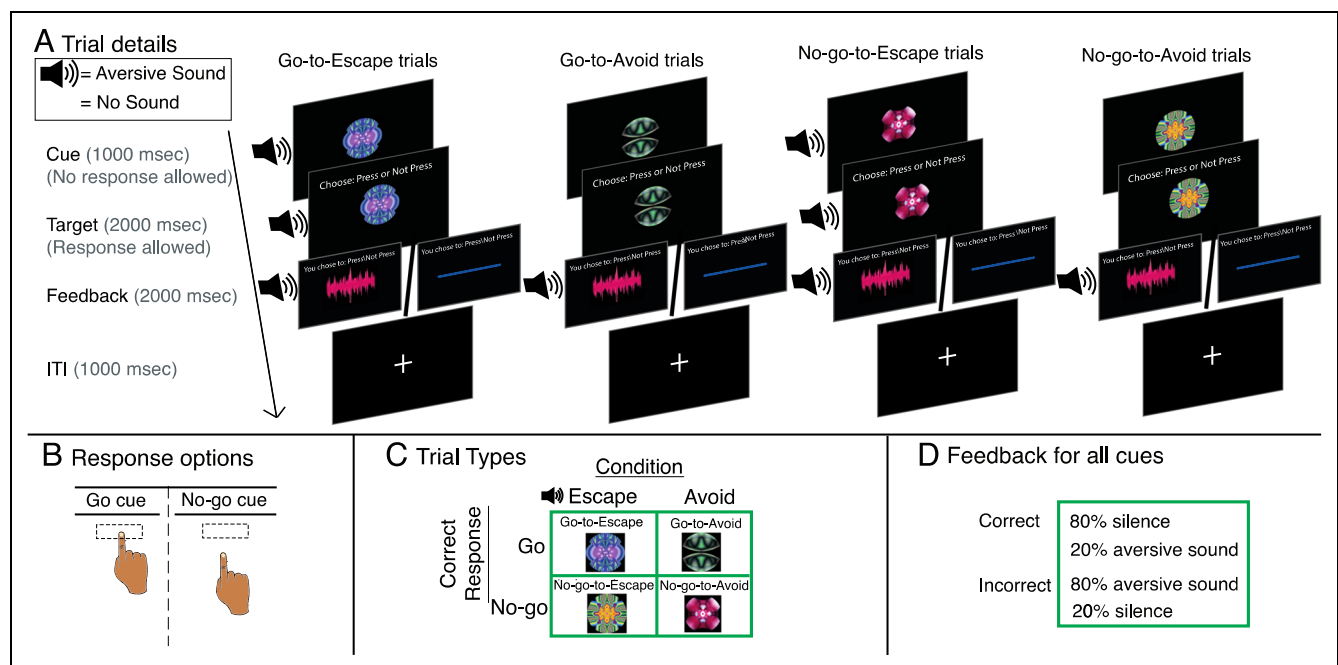 A Trial details
= Aversive Sound
= No Sound
Go-to-Escape trials
Go-to-Avoid trials
No-go-to-Escape trials
No-go-to-Avoid trials
Cue (1000 msec)
(No response allowed)
Target (2000 msec)
(Response allowed)
Feedback (2000 msec)
ITI (1000 msec)
Choose: Press or Not Press
Choose: Press or Not Press
Choose: Press or Not Press
Choose: Press or Not Press
You chose to: Press\Not Press
You chose to: Press\Not Press
You chose to: Press\Not Press
You chose to: Press\Not Press
You chose to: Press\Not Press
You chose to: Press\Not Press
You chose to: Press\Not Press
You chose to: Press\Not Press
B Response options
Go cue
No-go cue
C Trial Types
Condition
Escape
Avoid
Correct
Response
Go
No-go
Go-to-Escape
Go-to-Avoid
No-go-to-Escape
No-go-to-Avoid
D Feedback for all cues
Correct
80% silence
20% aversive sound
Incorrect
80% aversive sound
20% silence